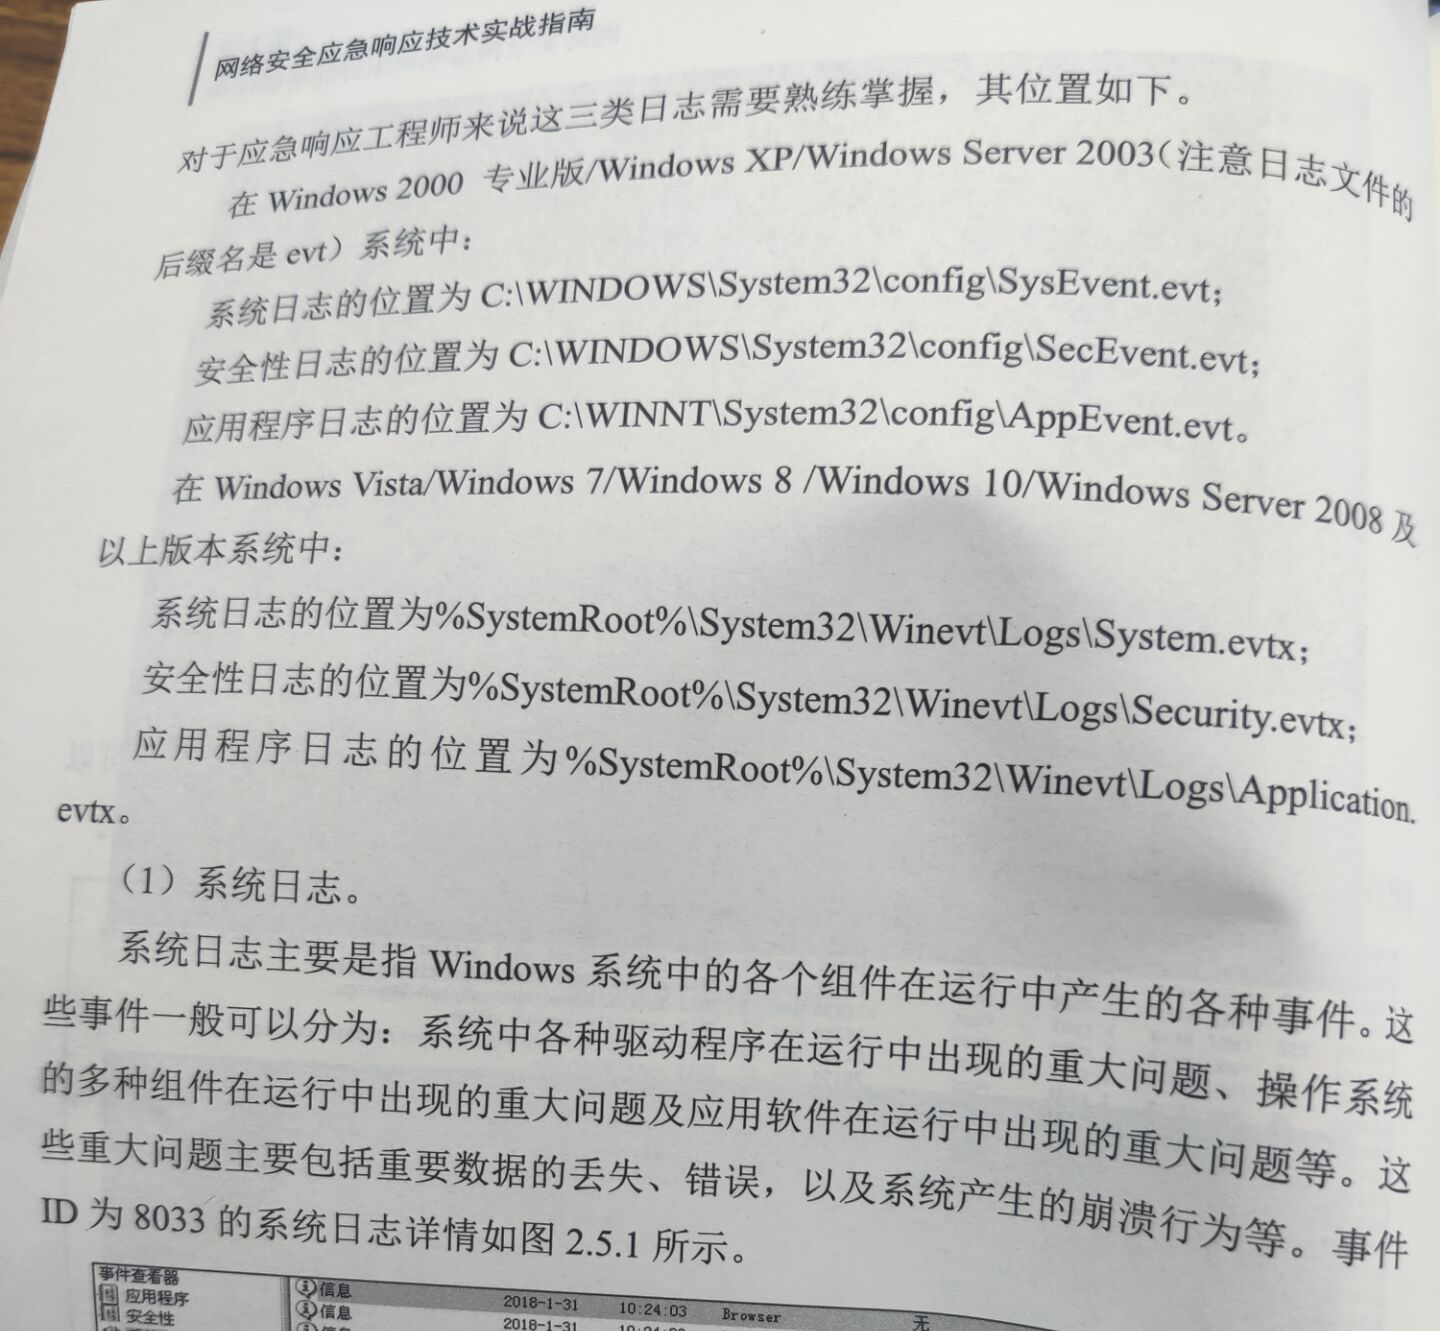 网络安全应急响应技术实战指南
对于应急响应工程师来说这三类日志需要熟练掌握，其位置如下。
在 Windows 2000 专业版/Windows XP/Windows Server 2003（注意日志文件的
后缀名是 evt）系统中：
系统日志的位置为 C:\WINDOWS\System32\config\SysEvent.evt；
安全性日志的位置为 C:\WINDOWS\System32\config\SecEvent.evt；
应用程序日志的位置为 C:\WINNT\System32\config\AppEvent.evt。
在 Windows Vista/Windows 7/Windows 8 /Windows 10/Windows Server 2008 及
以上版本系统中：
系统日志的位置为%SystemRoot%\System32\Winevt\Logs\System.evtx；
安全性日志的位置为%SystemRoot%\System32\Winevt\Logs\Security.evtx；
应用程序日志的位置为%SystemRoot%\System32\Winevt\Logs\Application.
evtx。
（1）系统日志。
系统日志主要是指 Windows 系统中的各个组件在运行中产生的各种事件。这
些事件一般可以分为：系统中各种驱动程序在运行中出现的重大问题、操作系统
的多种组件在运行中出现的重大问题及应用软件在运行中出现的重大问题等。这
些重大问题主要包括重要数据的丢失、错误，以及系统产生的崩溃行为等。事件
ID 为 8033 的系统日志详情如图 2.5.1 所示。
事件查看器
应用程序
安全性
信息 2018-1-31 10:24:03 Browser 无
信息 2018-1-31